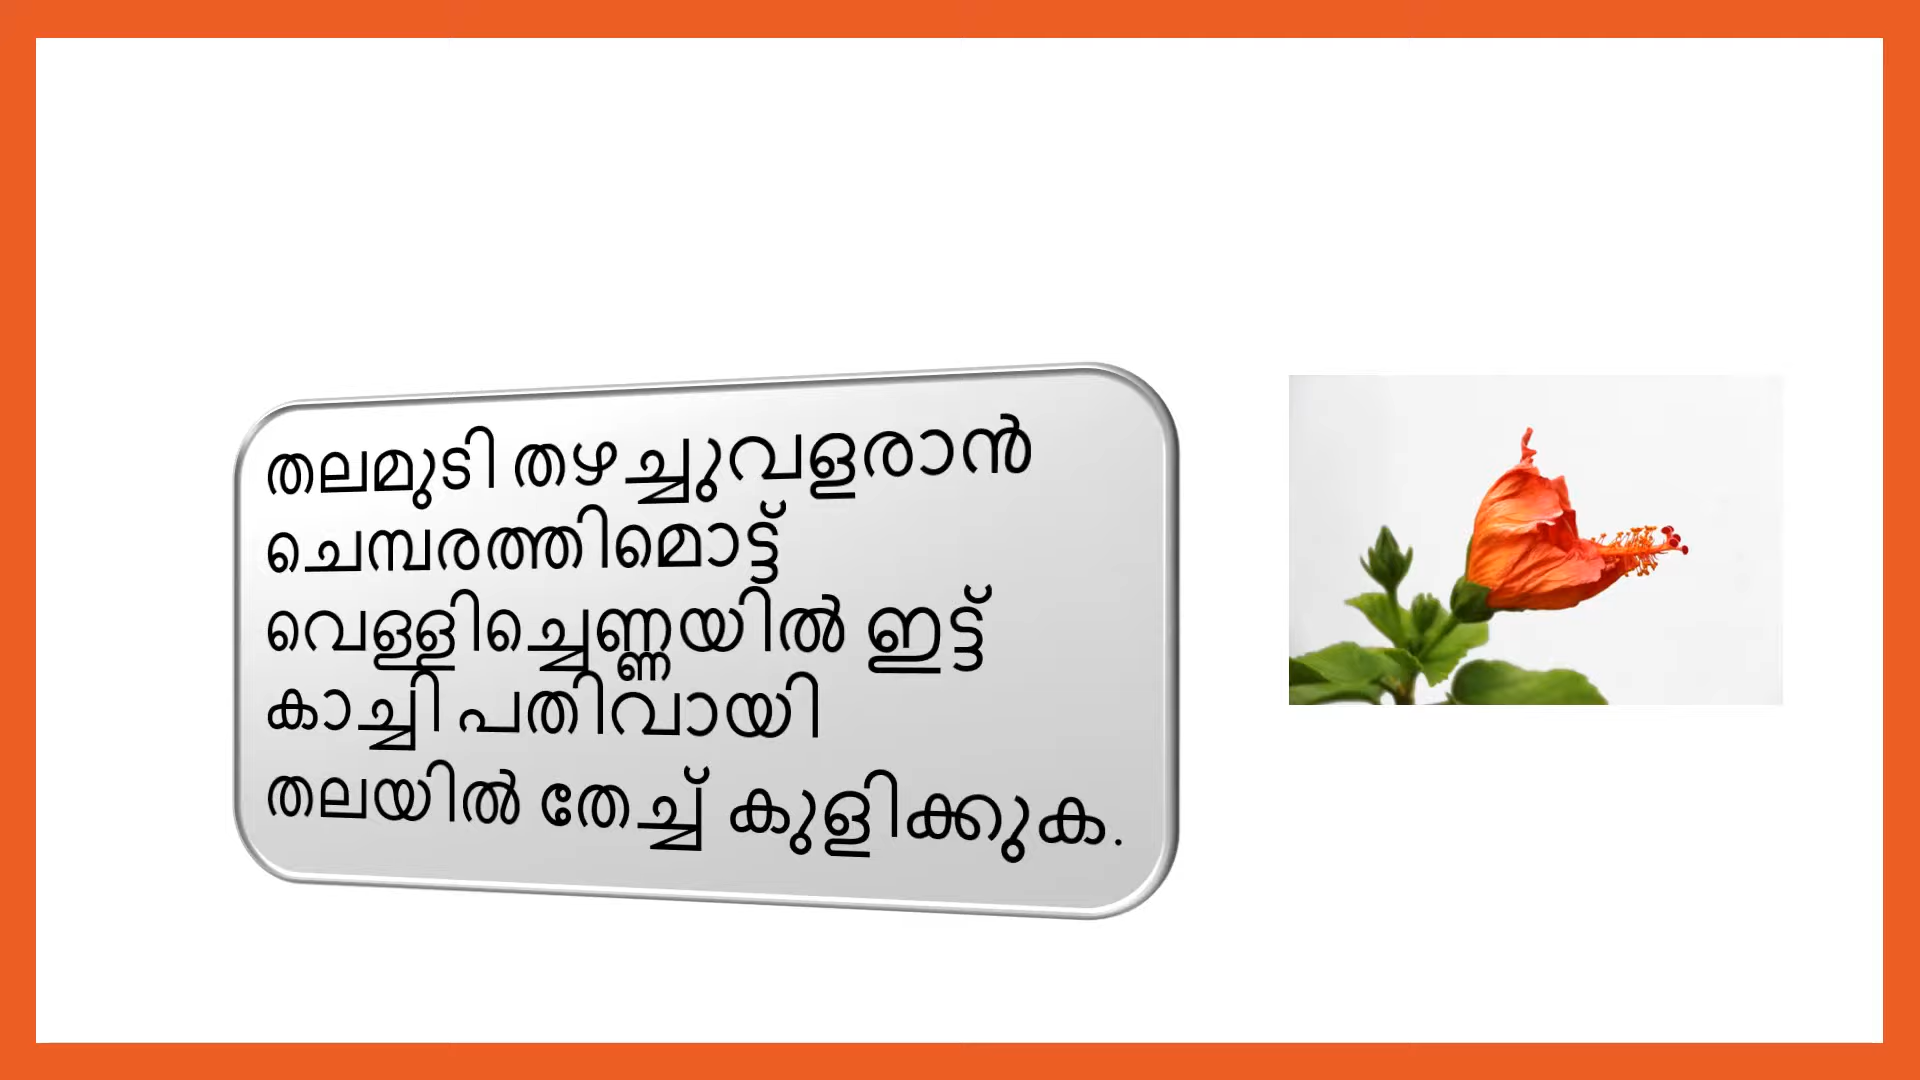 തലമുടി തഴച്ചുവളരാൻ
ചെമ്പരത്തിമൊട്ട്
വെള്ളിച്ചെണ്ണയിൽ ഇട്ട്
കാച്ചി പതിവായി
തലയിൽ തേച്ച് കുളിക്കുക.